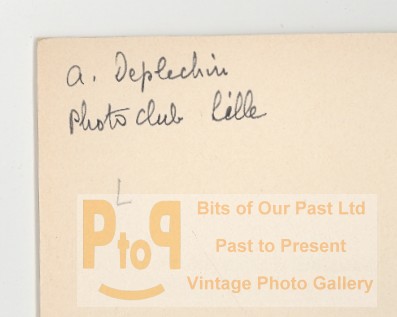 A. Deplechin
Photo club Lille
L
PtoP
Bits of Our Past Ltd
Past to Present
Vintage Photo Gallery